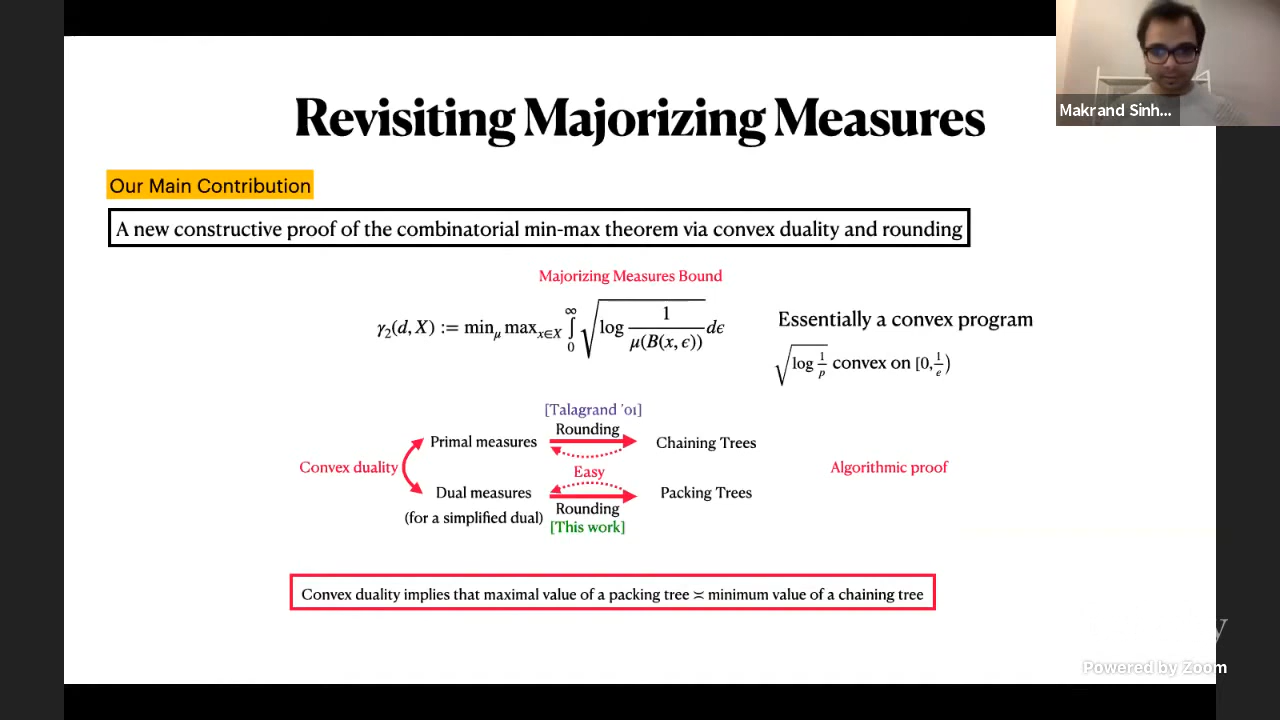 Revisiting Majorizing Measures
Makrand Sinh...
Our Main Contribution
A new constructive proof of the combinatorial min-max theorem via convex duality and rounding
Majorizing Measures Bound
γ₂(d, X) := min_μ max_{x∈X} ∫_0^∞ √(log 1/μ(B(x, ϵ))) dϵ
Essentially a convex program
√(log 1/p) convex on [0, 1/e)
[Talagrand '01]
Rounding
Primal measures
Chaining Trees
Convex duality
Easy
Algorithmic proof
Dual measures
Packing Trees
(for a simplified dual)
Rounding
[This work]
Convex duality implies that maximal value of a packing tree ≍ minimum value of a chaining tree
y
Powered by Zoom